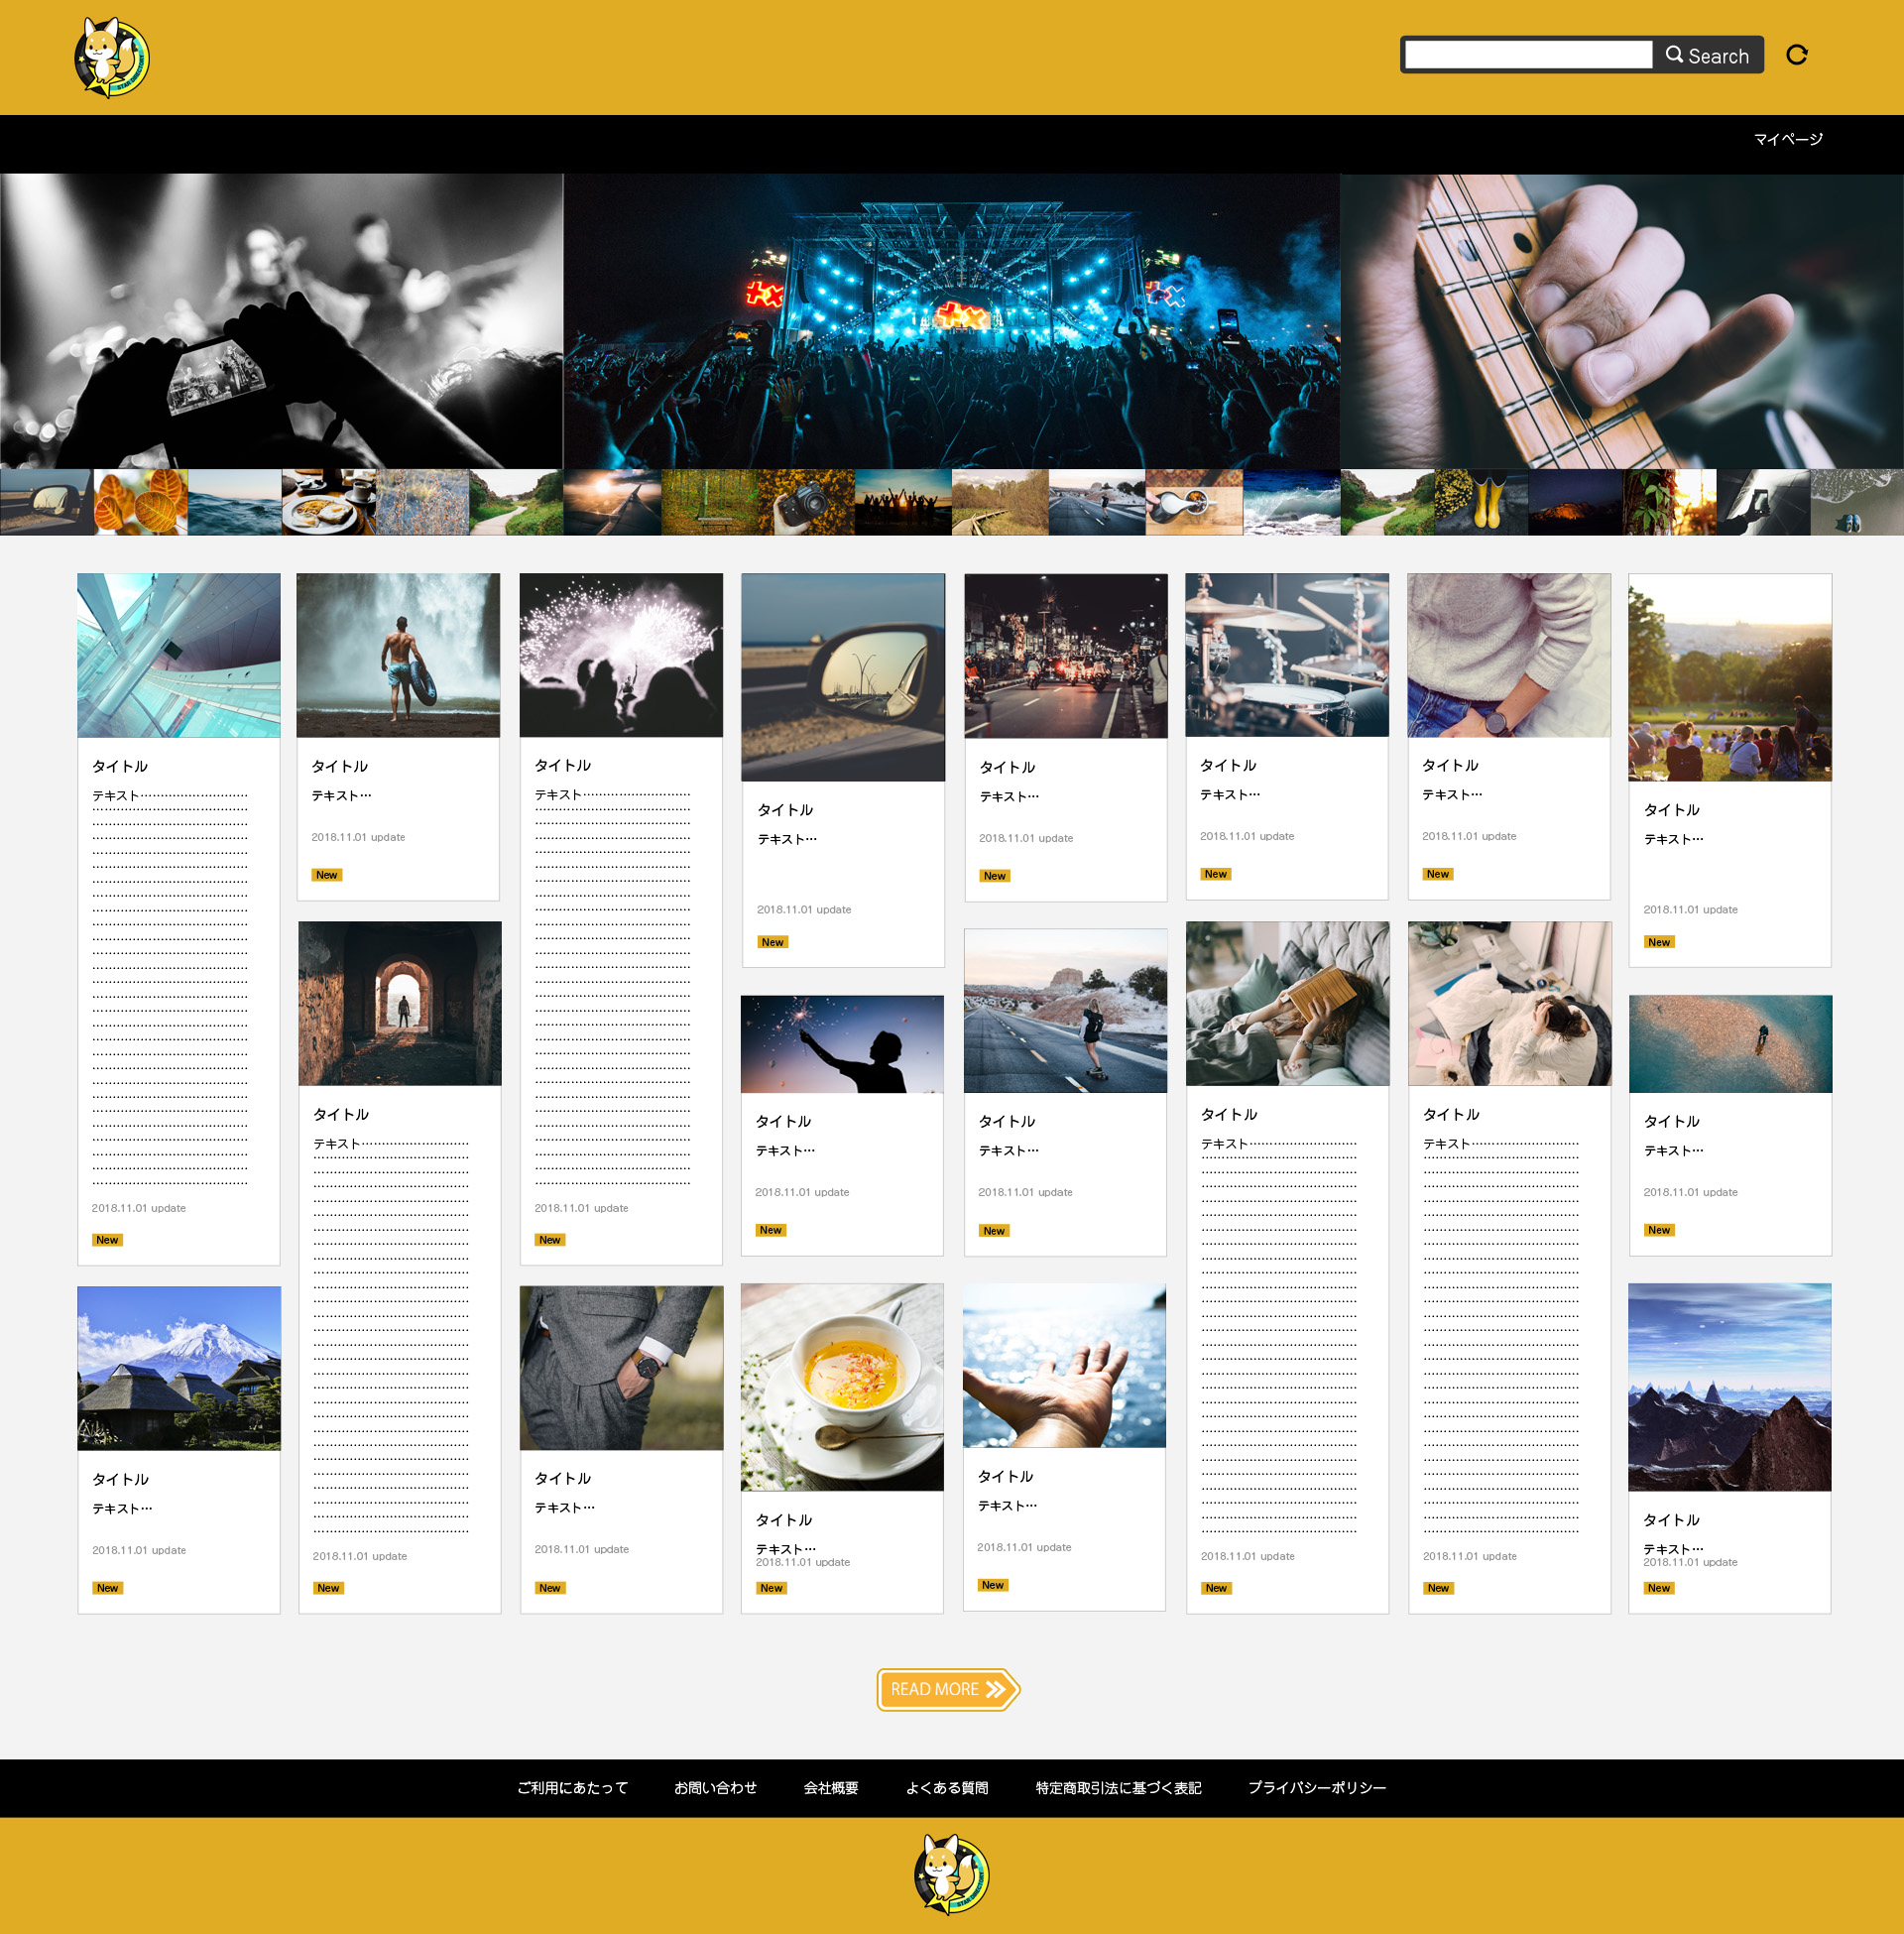 STAR DIRECTORY
Search
マイページ
タイトル
テキスト………………………
2018.11.01 update
New
タイトル
テキスト…
2018.11.01 update
New
タイトル
テキスト…
2018.11.01 update
New
タイトル
テキスト………………………
2018.11.01 update
New
タイトル
テキスト………………………
2018.11.01 update
New
タイトル
テキスト…
2018.11.01 update
New
タイトル
テキスト…
2018.11.01 update
New
タイトル
テキスト…
2018.11.01 update
New
タイトル
テキスト…
2018.11.01 update
New
タイトル
テキスト…
2018.11.01 update
New
タイトル
テキスト…
2018.11.01 update
New
タイトル
テキスト…
2018.11.01 update
New
タイトル
テキスト…
2018.11.01 update
New
タイトル
テキスト………………………
2018.11.01 update
New
タイトル
テキスト…
2018.11.01 update
New
タイトル
テキスト………………………
2018.11.01 update
New
タイトル
テキスト…
2018.11.01 update
New
タイトル
テキスト…
2018.11.01 update
New
タイトル
テキスト…
2018.11.01 update
New
READ MORE
ご利用にあたって お問い合わせ 会社概要 よくある質問 特定商取引法に基づく表記 プライバシーポリシー
STAR DIRECTORY